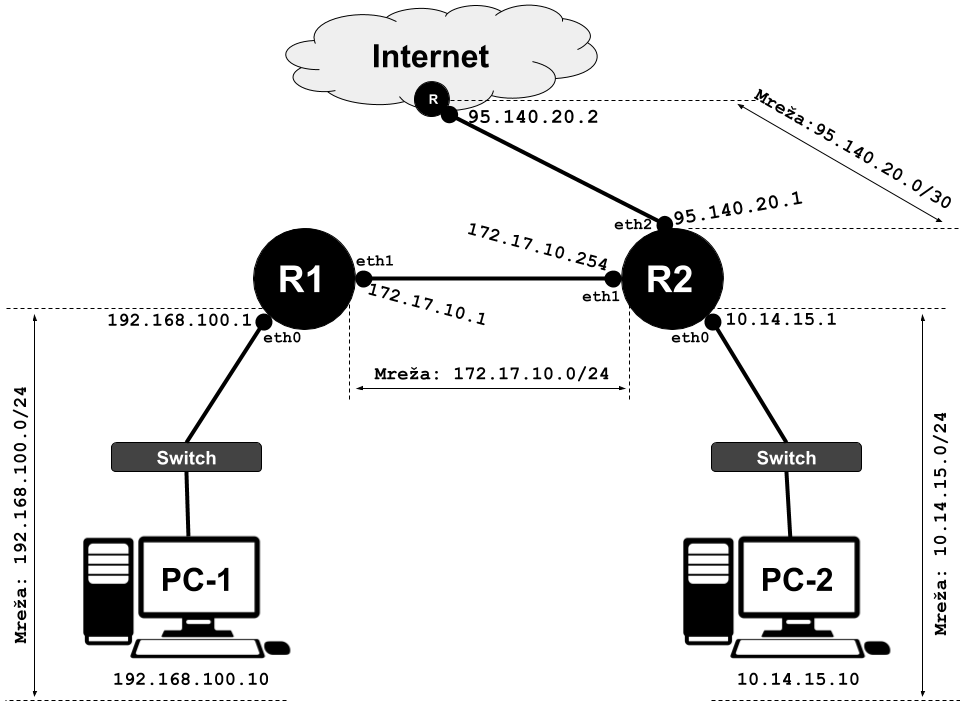 Internet
R
95.140.20.2
Mreža:95.140.20.0/30
eth2
95.140.20.1
172.17.10.254
R1
eth1
R2
eth1
172.17.10.1
192.168.100.1
eth0
eth0
10.14.15.1
Mreža: 172.17.10.0/24
Mreža: 192.168.100.0/24
Mreža: 10.14.15.0/24
Switch
Switch
PC-1
PC-2
192.168.100.10
10.14.15.10